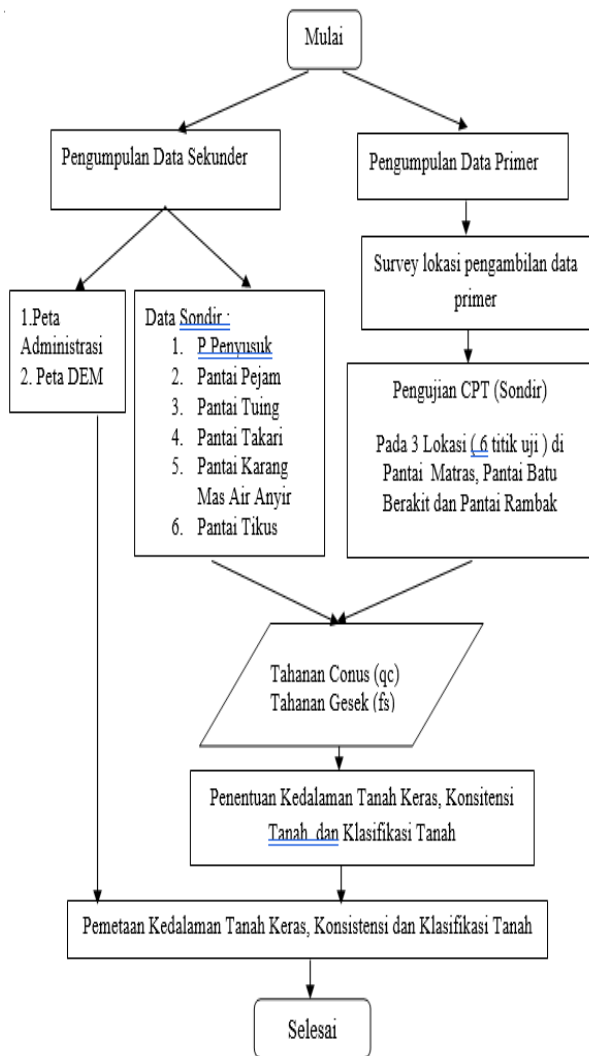 Mulai
Pengumpulan Data Sekunder
Pengumpulan Data Primer
Survey lokasi pengambilan data
primer
1.Peta
Administrasi
2. Peta DEM
Data Sondir :
1. P Penyusuk
2. Pantai Pejam
3. Pantai Tuing
4. Pantai Takari
5. Pantai Karang
Mas Air Anyir
6. Pantai Tikus
Pengujian CPT (Sondir)
Pada 3 Lokasi ( 6 titik uji ) di
Pantai Matras, Pantai Batu
Berakit dan Pantai Rambak
Tahanan Conus (qc)
Tahanan Gesek (fs)
Penentuan Kedalaman Tanah Keras, Konsitensi
Tanah dan Klasifikasi Tanah
Pemetaan Kedalaman Tanah Keras, Konsistensi dan Klasifikasi Tanah
Selesai